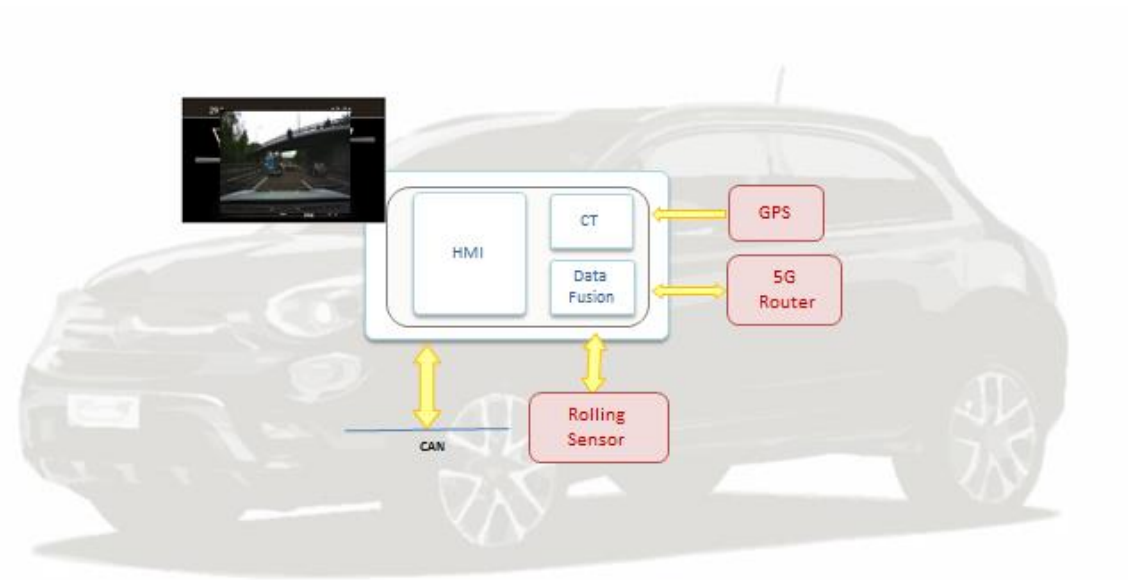 HMI
CT
Data
Fusion
GPS
5G
Router
Rolling
Sensor
CAN